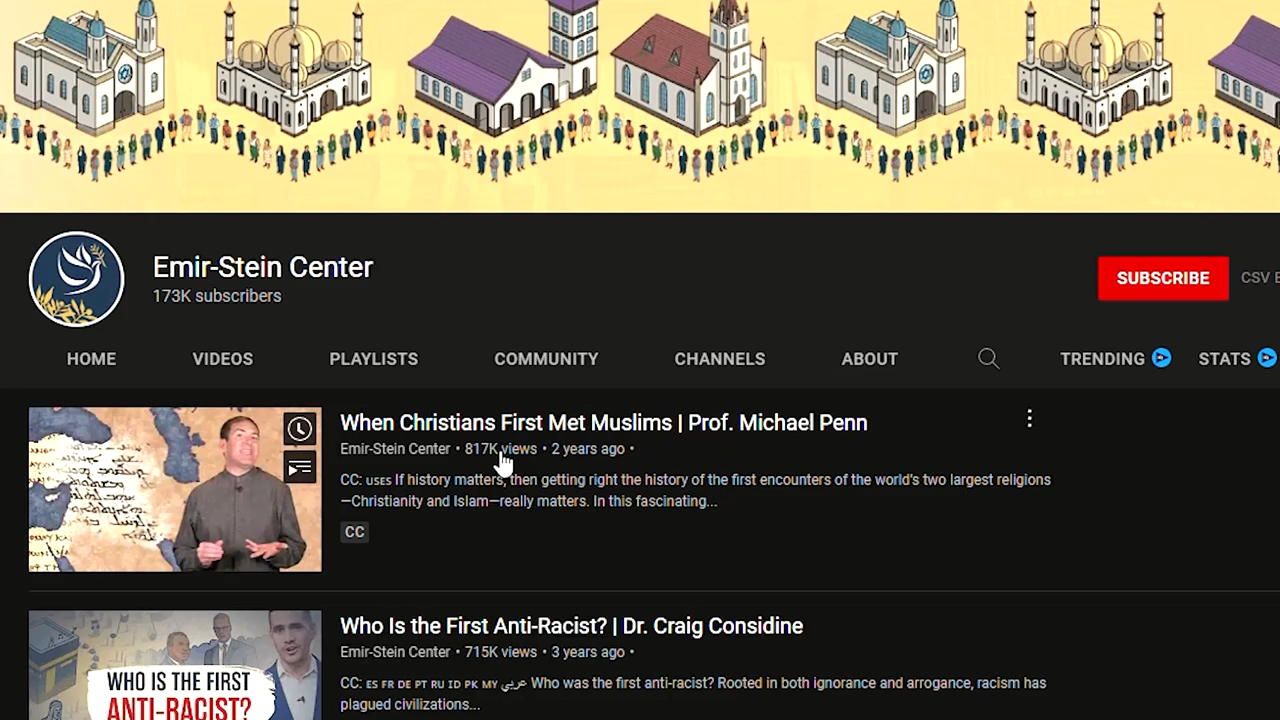 Emir-Stein Center
173K subscribers
SUBSCRIBE
CSV
HOME VIDEOS PLAYLISTS COMMUNITY CHANNELS ABOUT TRENDING STATS
When Christians First Met Muslims | Prof. Michael Penn
Emir-Stein Center • 817K views • 2 years ago •
CC: ᴜꜱᴇꜱ If history matters, then getting right the history of the first encounters of the world's two largest religions
—Christianity and Islam—really matters. In this fascinating...
CC
Who Is the First Anti-Racist? | Dr. Craig Considine
Emir-Stein Center • 715K views • 3 years ago •
CC: ES FR DE PT RU ID PK MY عربي Who was the first anti-racist? Rooted in both ignorance and arrogance, racism has
plagued civilizations...
WHO IS THE FIRST
ANTI-RACIST?